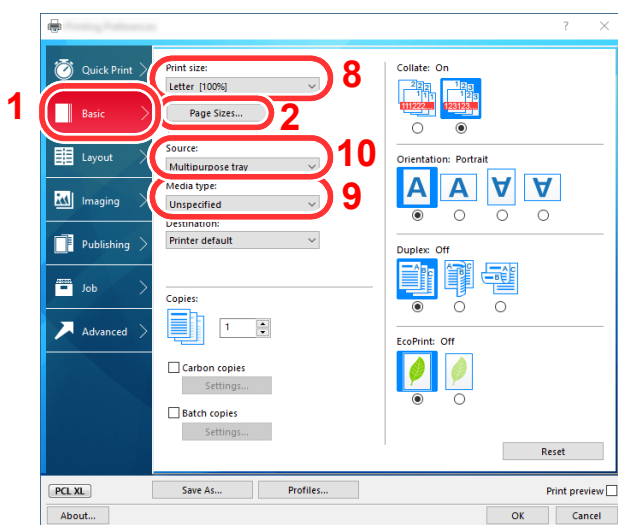 ?
Quick Print
Basic
Layout
Imaging
Publishing
Job
Advanced
1
Print size:
Letter [100%]
8
Page Sizes...
2
Source:
Multipurpose tray
10
Media type:
Unspecified
9
Destination:
Printer default
Copies:
1
Carbon copies
Settings...
Batch copies
Settings...
Collate: On
Orientation: Portrait
A A A A
Duplex: Off
EcoPrint: Off
Reset
PCL XL
Save As...
Profiles...
Print preview
About...
OK
Cancel